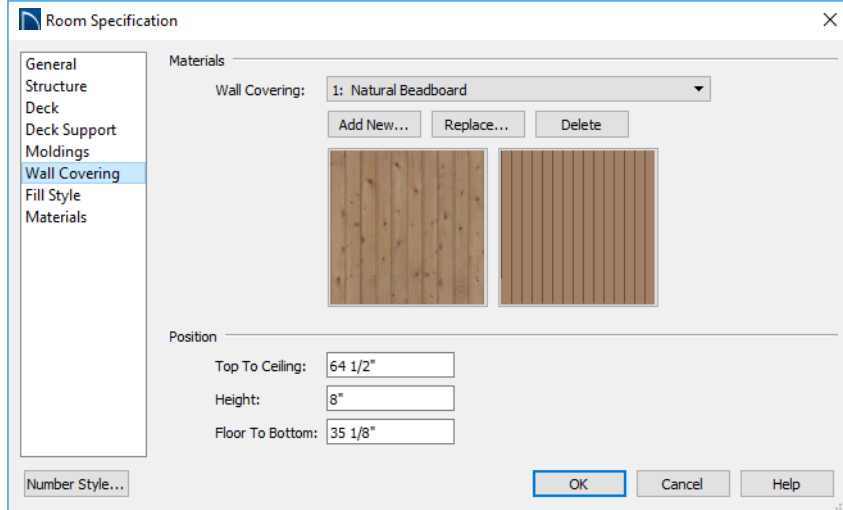 Room Specification
General
Structure
Deck
Deck Support
Moldings
Wall Covering
Fill Style
Materials
Materials
Wall Covering: 1: Natural Beadboard
Add New... Replace... Delete
Position
Top To Ceiling: 64 1/2"
Height: 8"
Floor To Bottom: 35 1/8"
Number Style... OK Cancel Help